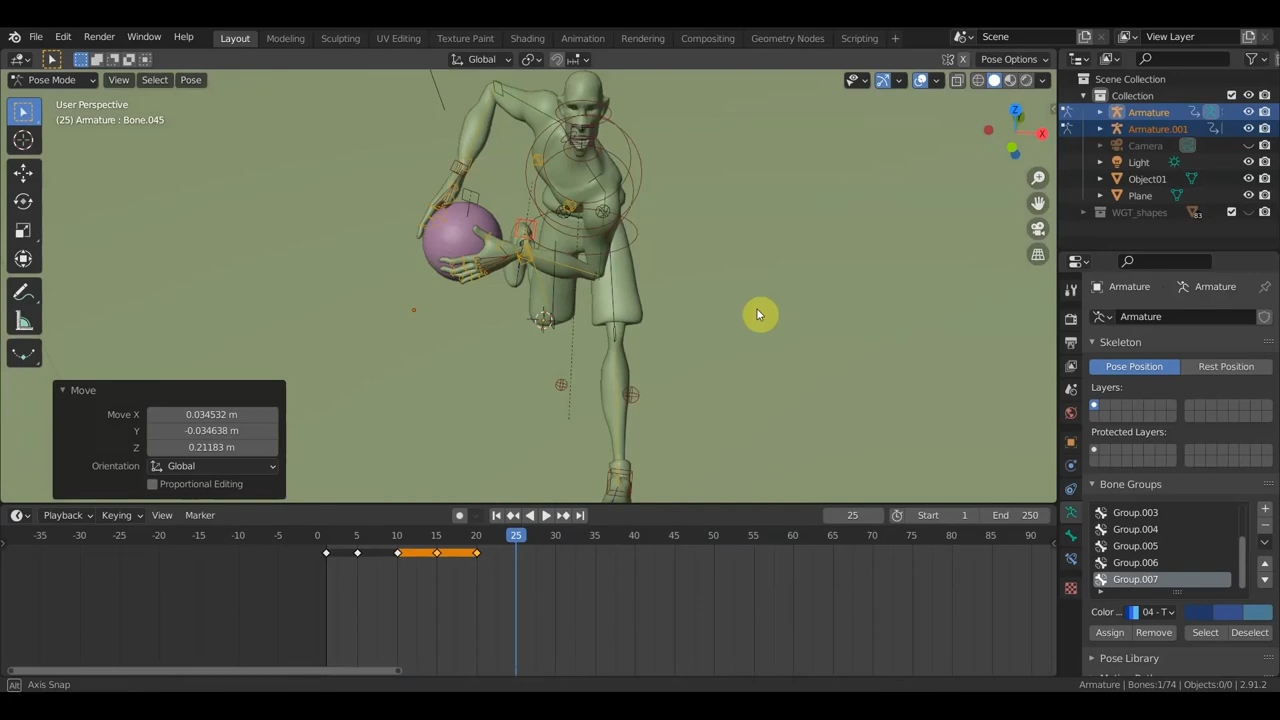 File Edit Render Window Help Layout Modeling Sculpting UV Editing Texture Paint Shading Animation Rendering Compositing Geometry Nodes Scripting + Scene View Layer
Global Pose Options
Pose Mode View Select Pose
User Perspective
(25) Armature : Bone.045
X
Z
X
Scene Collection
Collection
Armature
Armature.001
Camera
Light
Object01
Plane
WGT_shapes 83
Armature Armature
Armature
Skeleton
Pose Position Rest Position
Layers:
Protected Layers:
Bone Groups
Group.003
Group.004
Group.005
Group.006
Group.007
Color ... 04 - T
Assign Remove Select Deselect
Pose Library
Move
Move X 0.034532 m
Y -0.034638 m
Z 0.21183 m
Orientation Global
Proportional Editing
Playback Keying View Marker 25 Start 1 End 250
-35 -30 -25 -20 -15 -10 -5 0 5 10 15 20 25 30 35 40 45 50 55 60 65 70 75 80 85 90
Alt Axis Snap Armature | Bones:1/74 | Objects:0/0 | 2.91.2